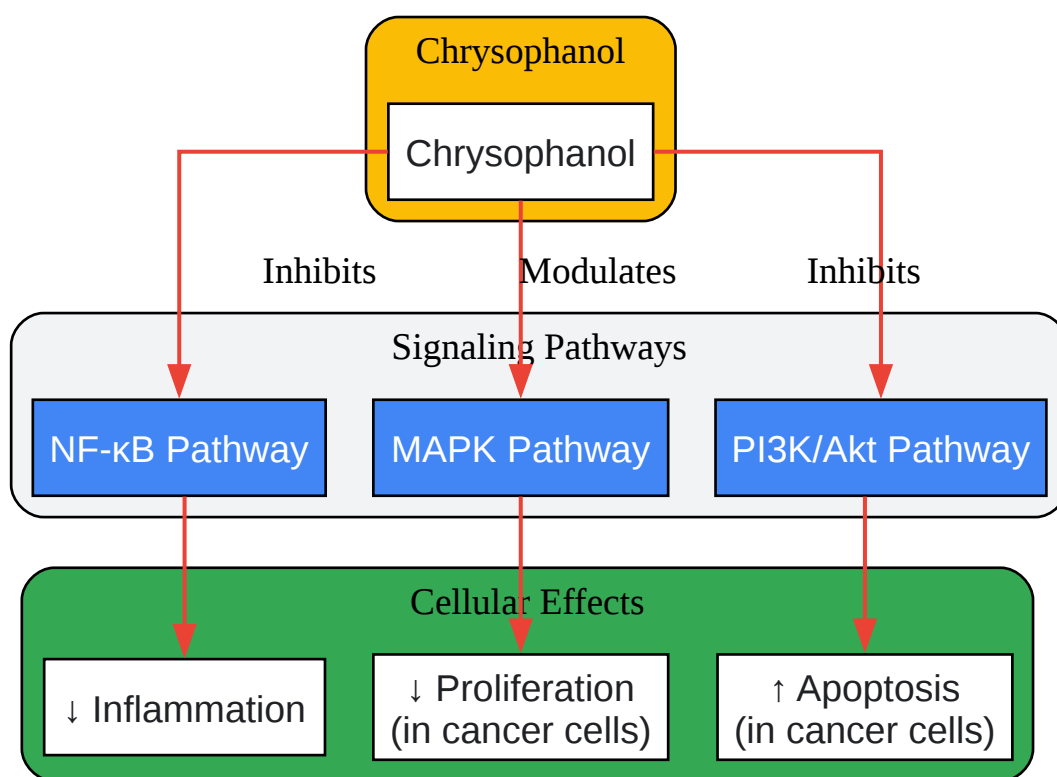 Chrysophanol
Chrysophanol
Inhibits
Modulates
Inhibits
Signaling Pathways
NF-κB Pathway
MAPK Pathway
PI3K/Akt Pathway
Cellular Effects
↓ Inflammation
↓ Proliferation
(in cancer cells)
↑ Apoptosis
(in cancer cells)